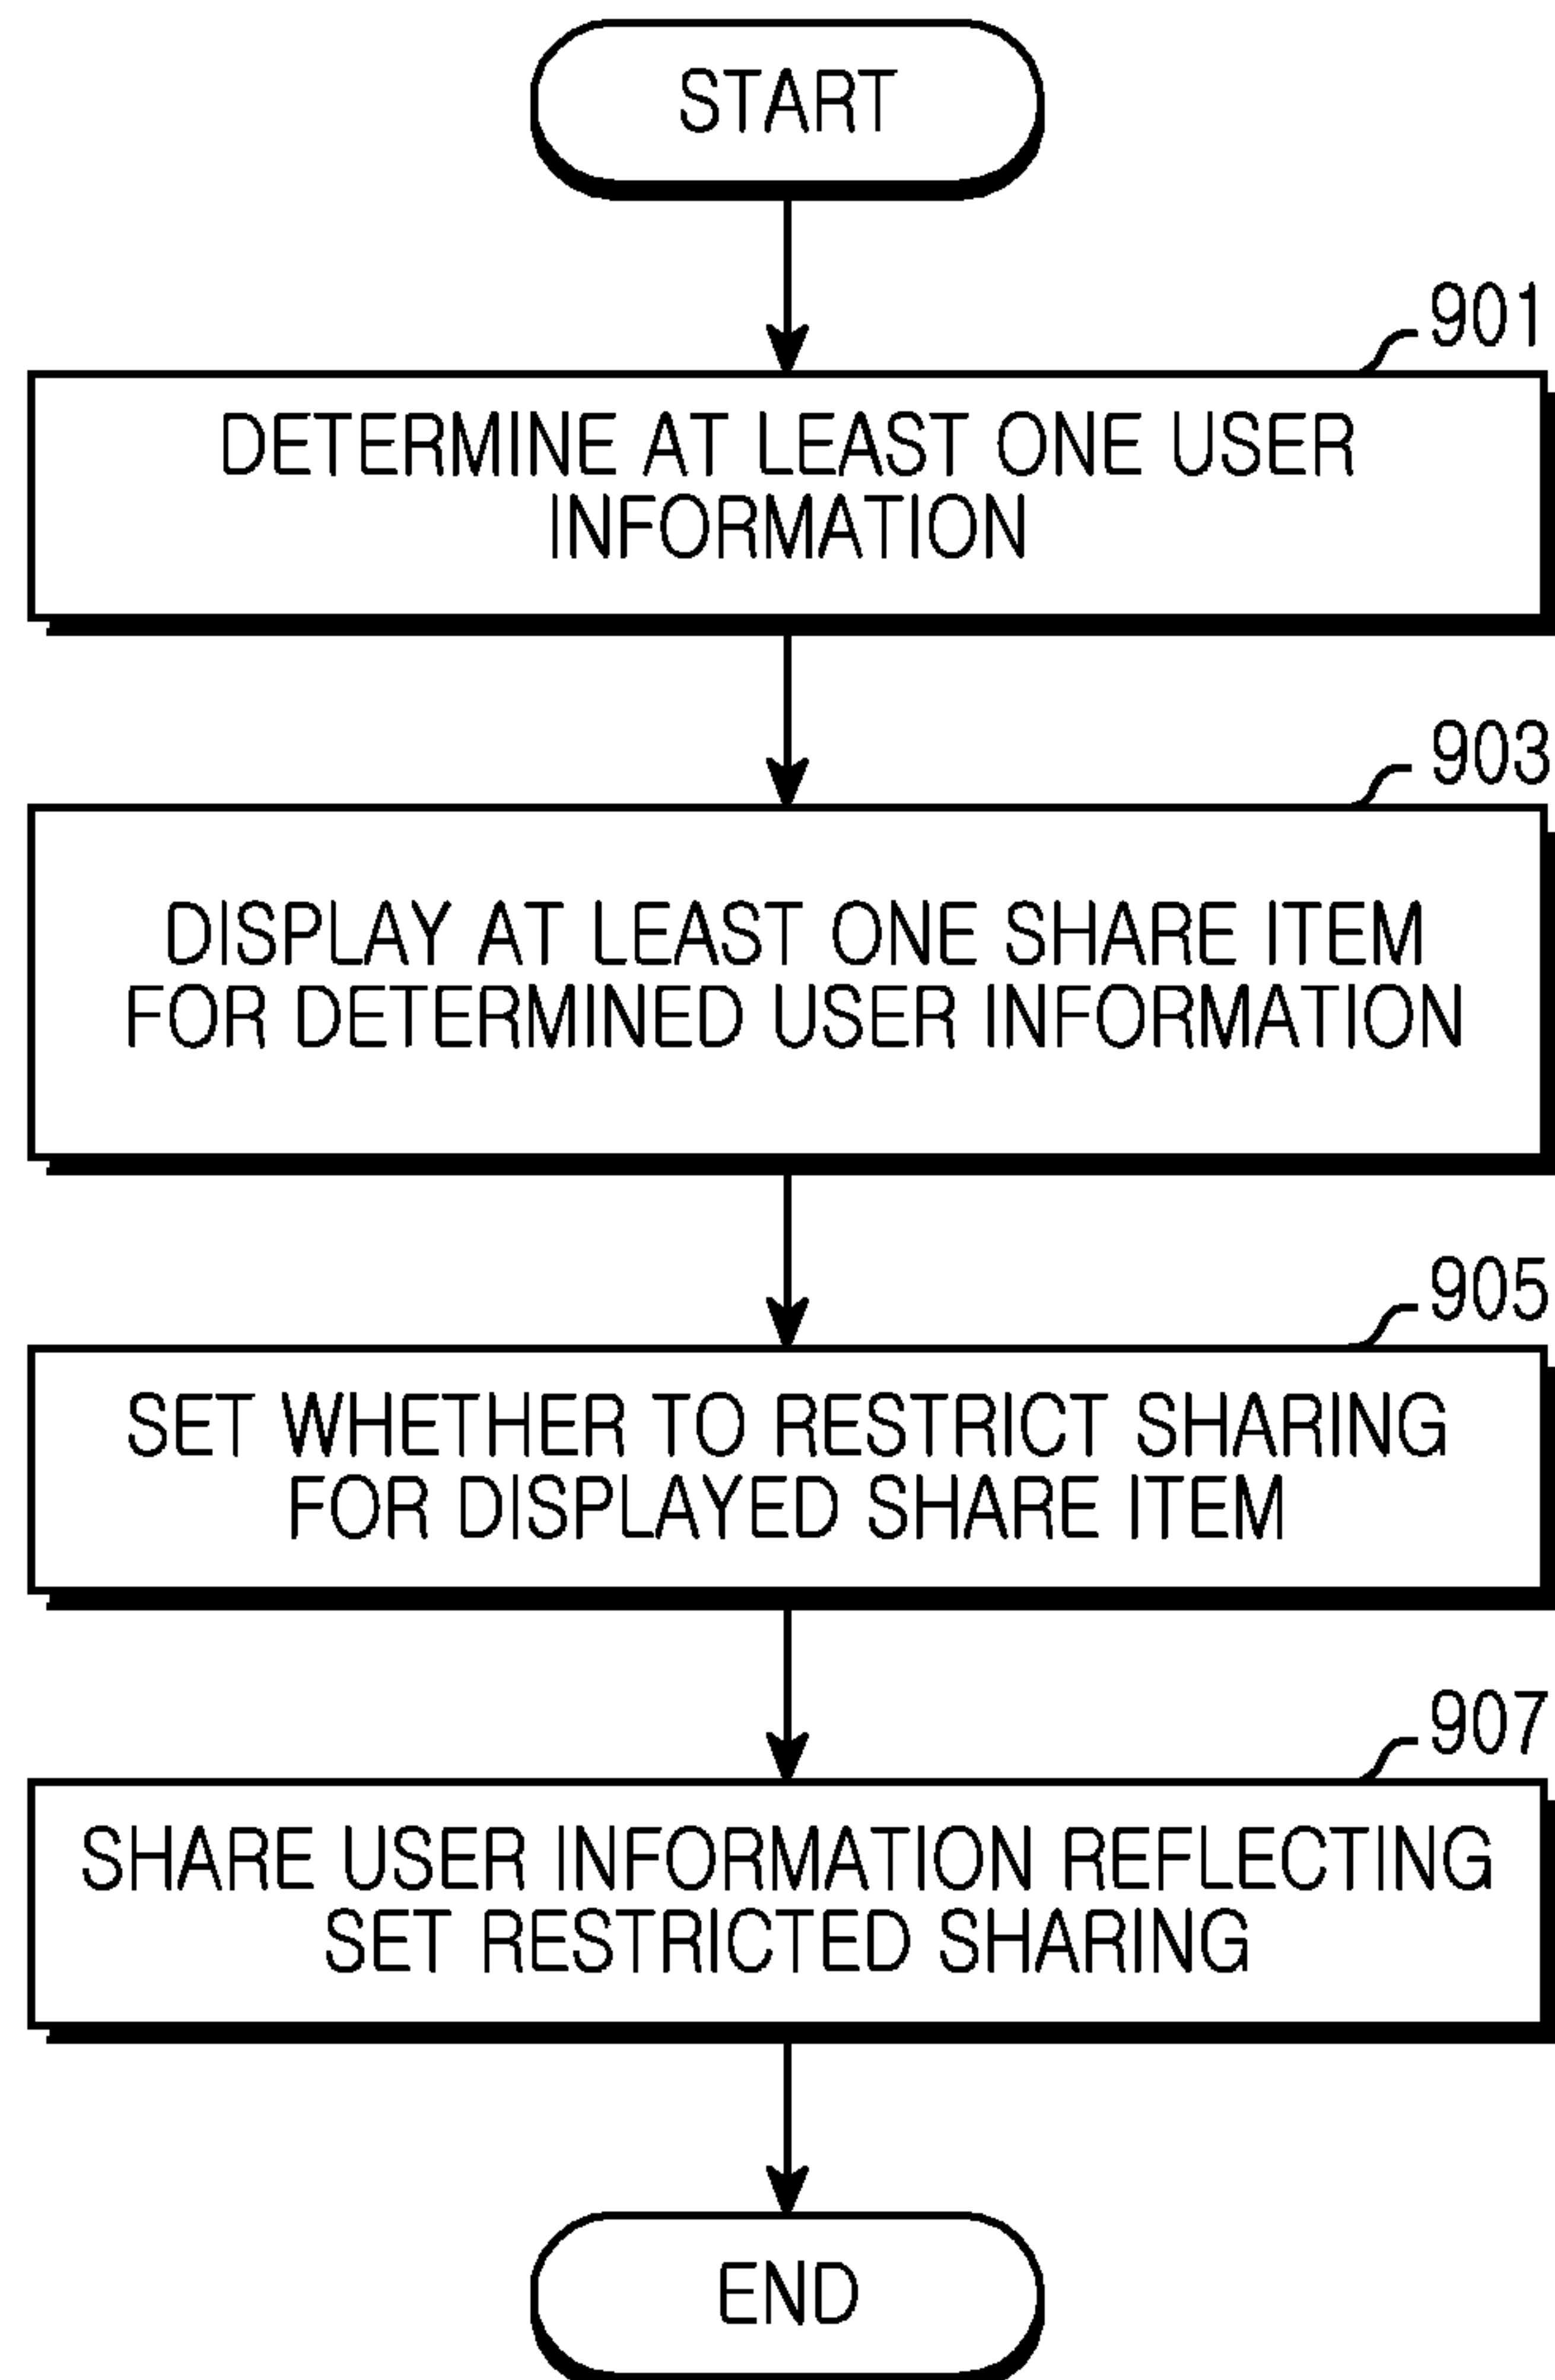 START
901
DETERMINE AT LEAST ONE USER
INFORMATION
903
DISPLAY AT LEAST ONE SHARE ITEM
FOR DETERMINED USER INFORMATION
905
SET WHETHER TO RESTRICT SHARING
FOR DISPLAYED SHARE ITEM
907
SHARE USER INFORMATION REFLECTING
SET RESTRICTED SHARING
END